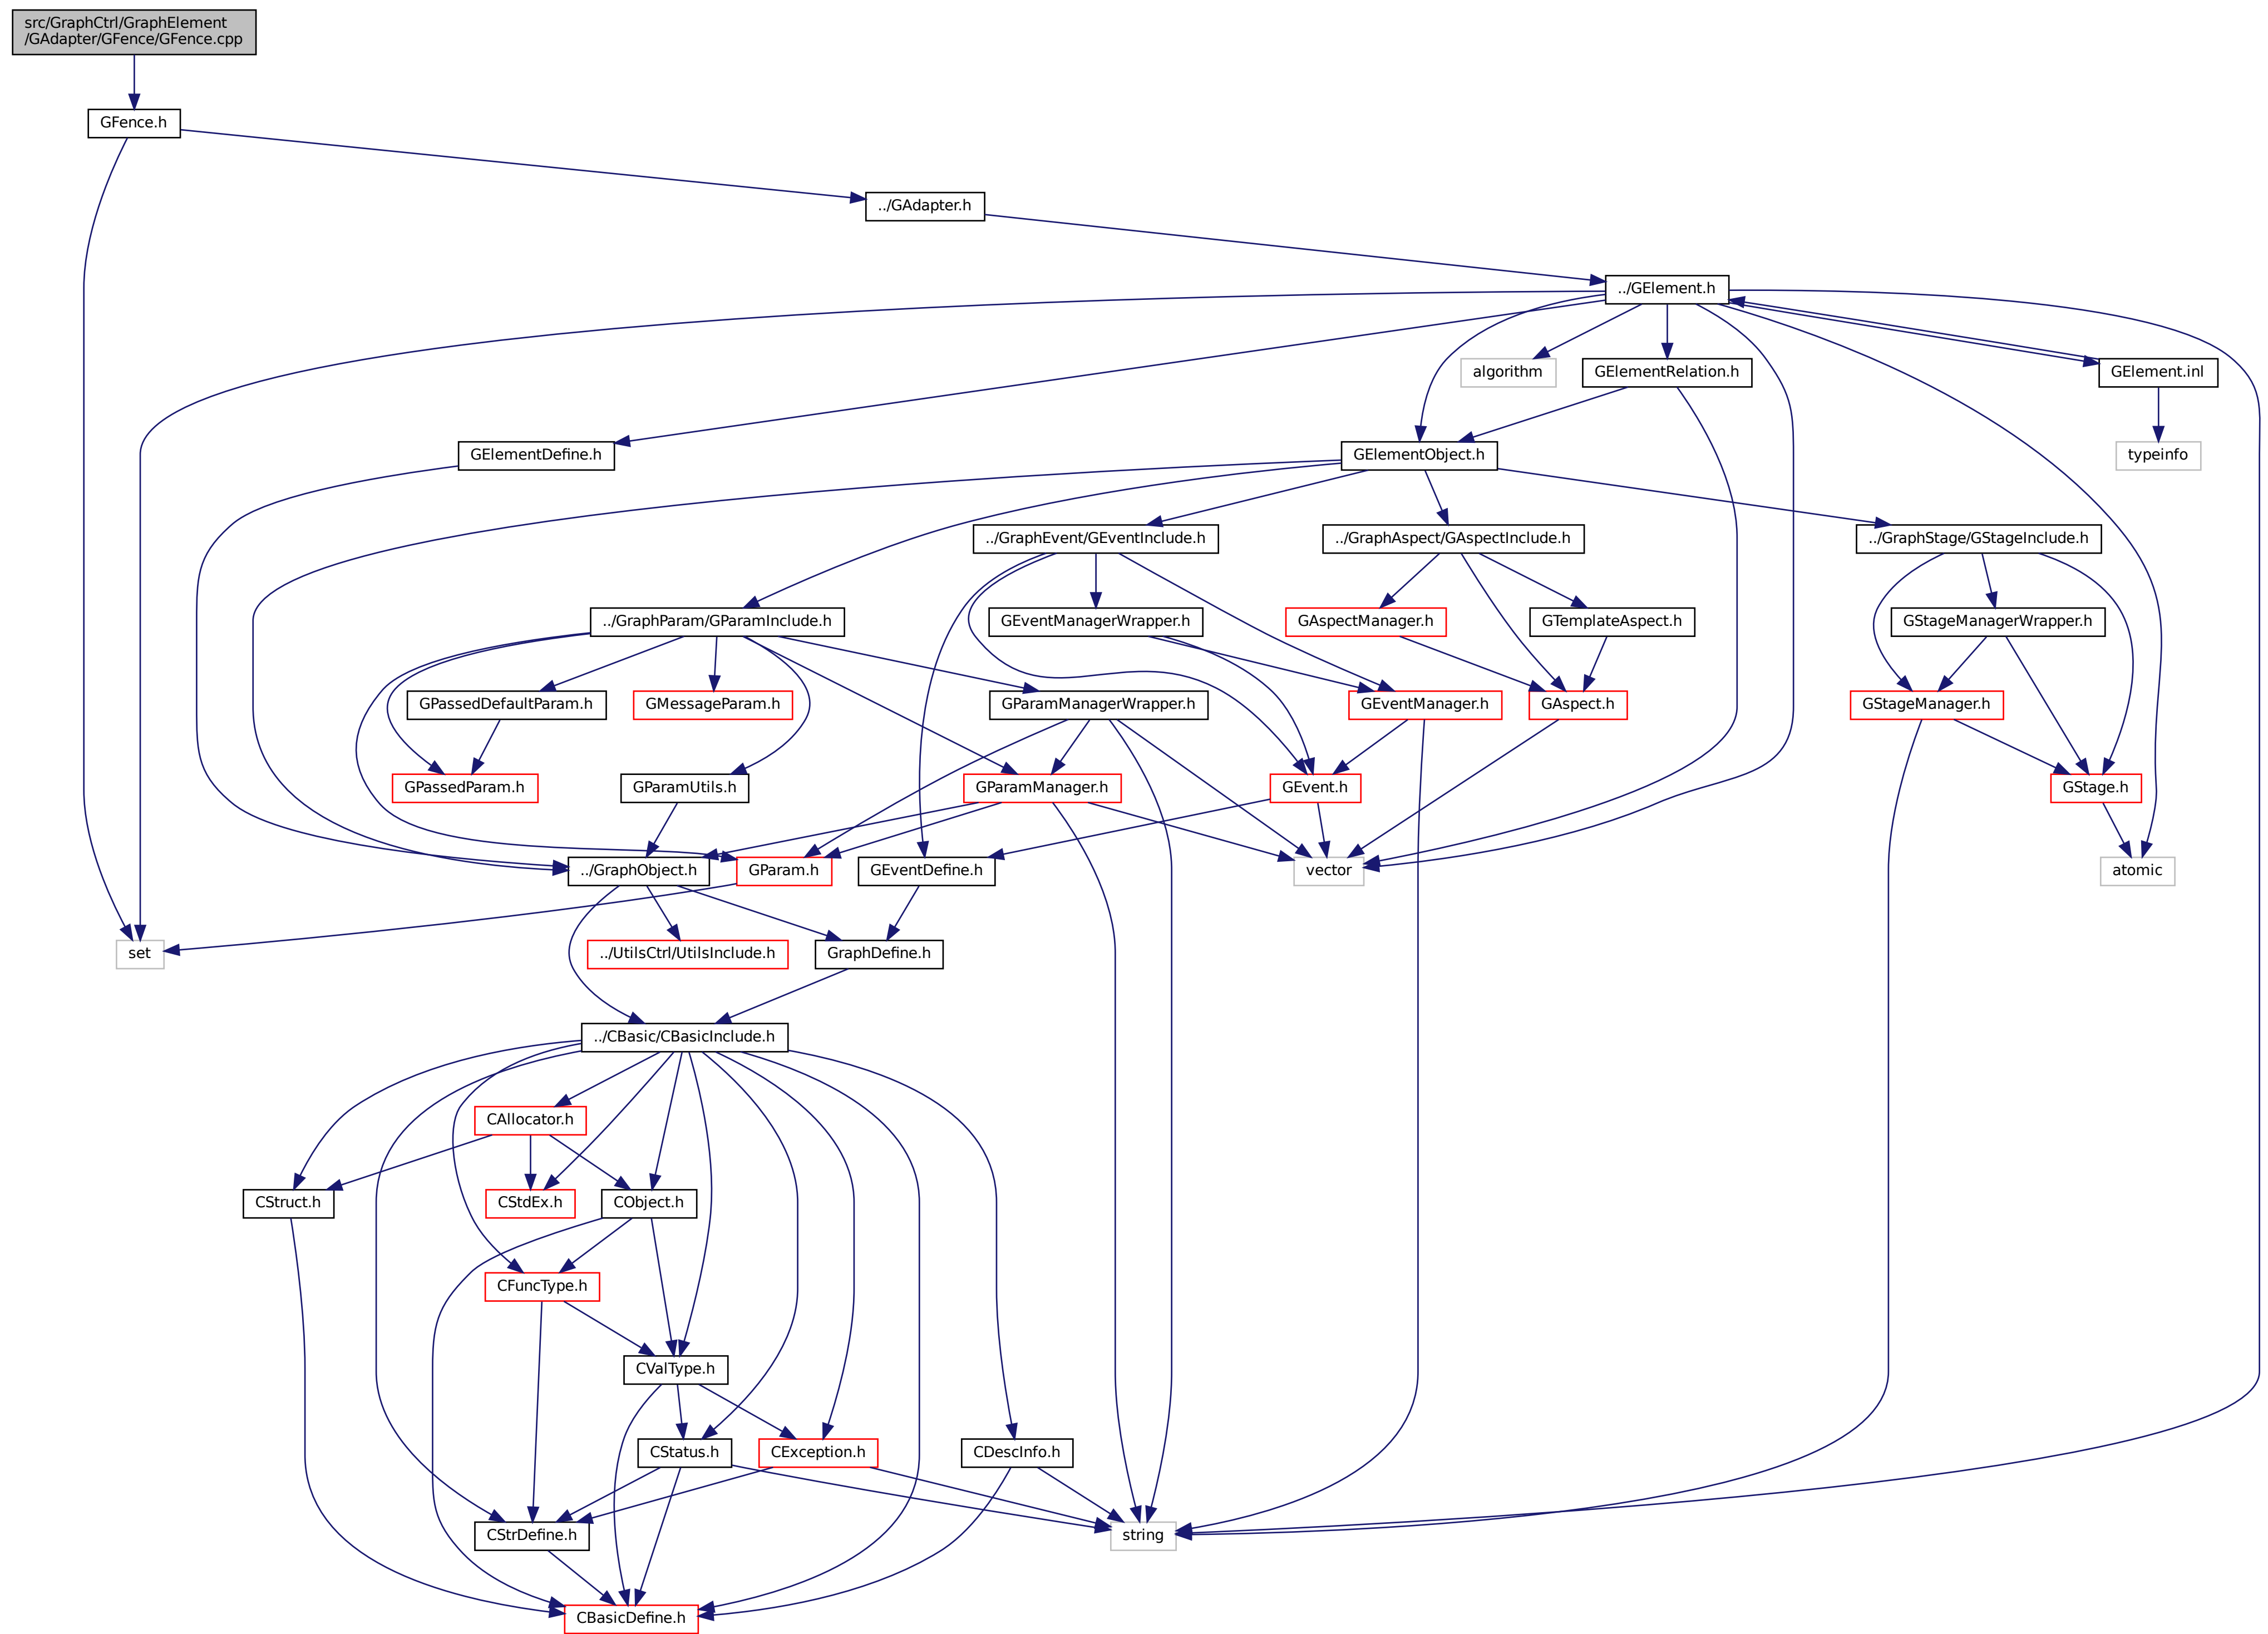 src/GraphCtrl/GraphElement
/GAdapter/GFence/GFence.cpp
GFence.h
../GAdapter.h
../GElement.h
algorithm
GElementRelation.h
GElement.inl
GElementDefine.h
GElementObject.h
typeinfo
../GraphEvent/GEventInclude.h
../GraphAspect/GAspectInclude.h
../GraphStage/GStageInclude.h
../GraphParam/GParamInclude.h
GEventManagerWrapper.h
GAspectManager.h
GTemplateAspect.h
GStageManagerWrapper.h
GPassedDefaultParam.h
GMessageParam.h
GParamManagerWrapper.h
GEventManager.h
GAspect.h
GStageManager.h
GPassedParam.h
GParamUtils.h
GParamManager.h
GEvent.h
GStage.h
../GraphObject.h
GParam.h
GEventDefine.h
vector
atomic
set
../UtilsCtrl/UtilsInclude.h
GraphDefine.h
../CBasic/CBasicInclude.h
CAllocator.h
CStruct.h
CStdEx.h
CObject.h
CFuncType.h
CValType.h
CStatus.h
CException.h
CDescInfo.h
CStrDefine.h
string
CBasicDefine.h